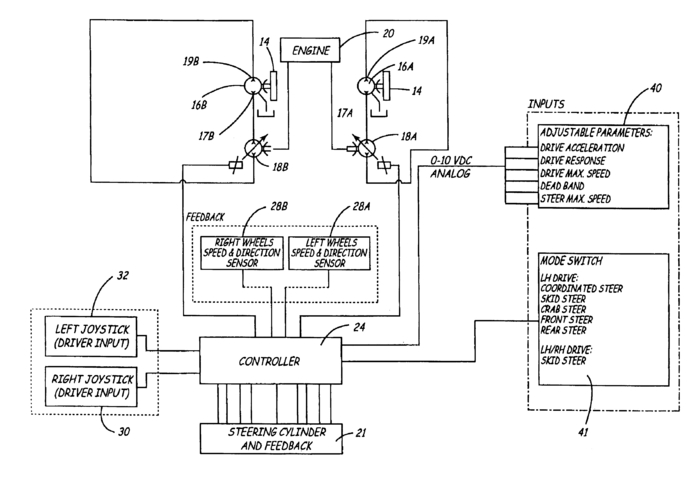 14
20
19A
ENGINE
19B
16A
16B
14
17A
40
17B
INPUTS
18A
ADJUSTABLE PARAMETERS:
DRIVE ACCELERATION
DRIVE RESPONSE
DRIVE MAX. SPEED
DEAD BAND
STEER MAX. SPEED
18B
0-10 VDC
ANALOG
28B
28A
FEEDBACK
RIGHT WHEELS
SPEED & DIRECTION
SENSOR
LEFT WHEELS
SPEED & DIRECTION
SENSOR
MODE SWITCH
LH DRIVE:
COORDINATED STEER
SKID STEER
CRAB STEER
FRONT STEER
REAR STEER
LH/RH DRIVE:
SKID STEER
41
32
LEFT JOYSTICK
(DRIVER INPUT)
24
CONTROLLER
RIGHT JOYSTICK
(DRIVER INPUT)
30
STEERING CYLINDER
AND FEEDBACK
21